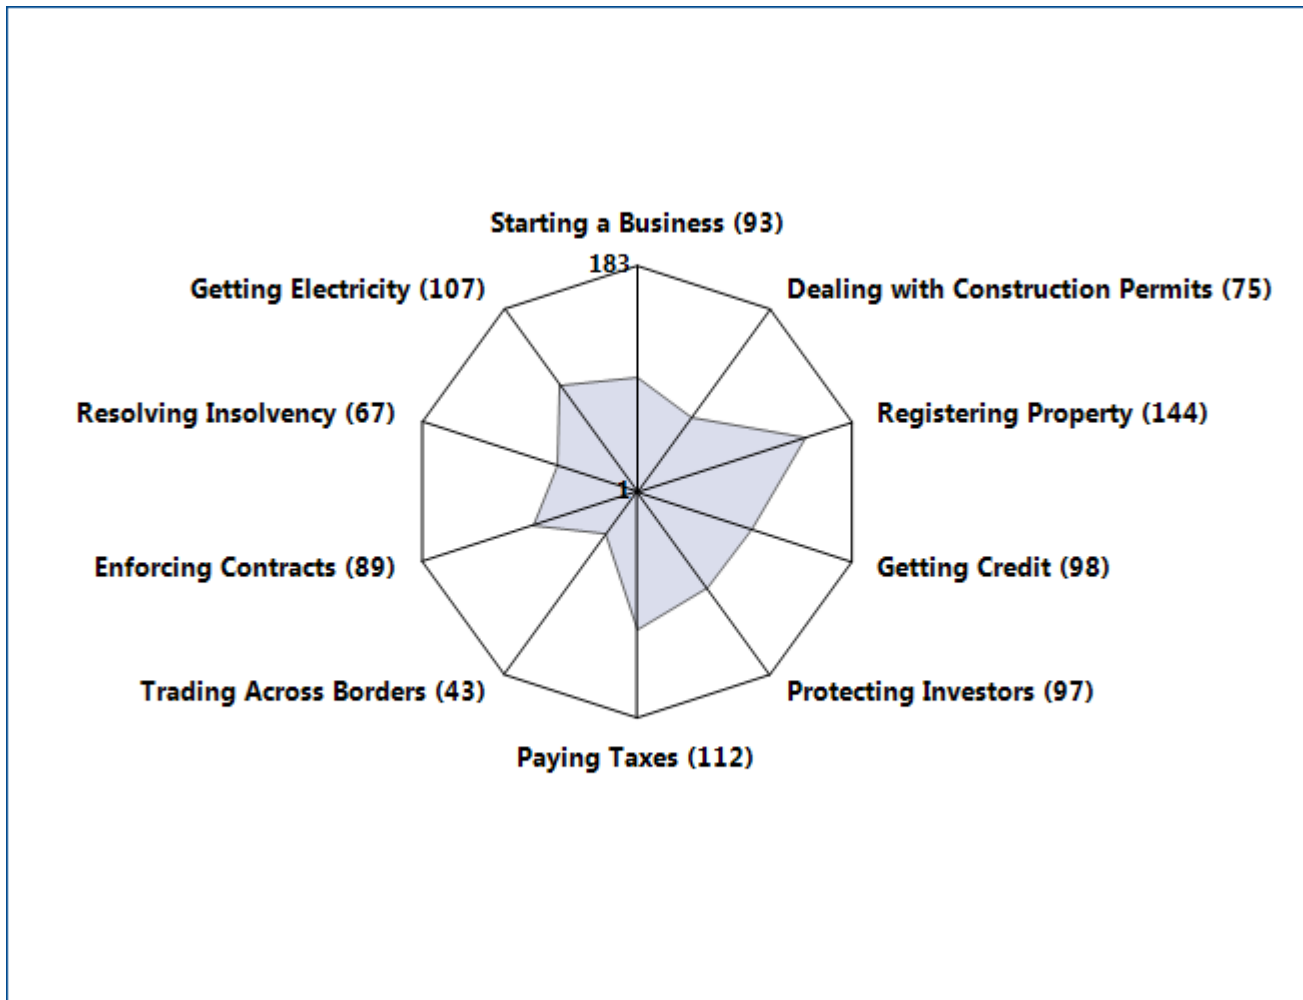 Starting a Business (93)
183
Getting Electricity (107)
Dealing with Construction Permits (75)
Resolving Insolvency (67)
Registering Property (144)
1
Enforcing Contracts (89)
Getting Credit (98)
Trading Across Borders (43)
Protecting Investors (97)
Paying Taxes (112)